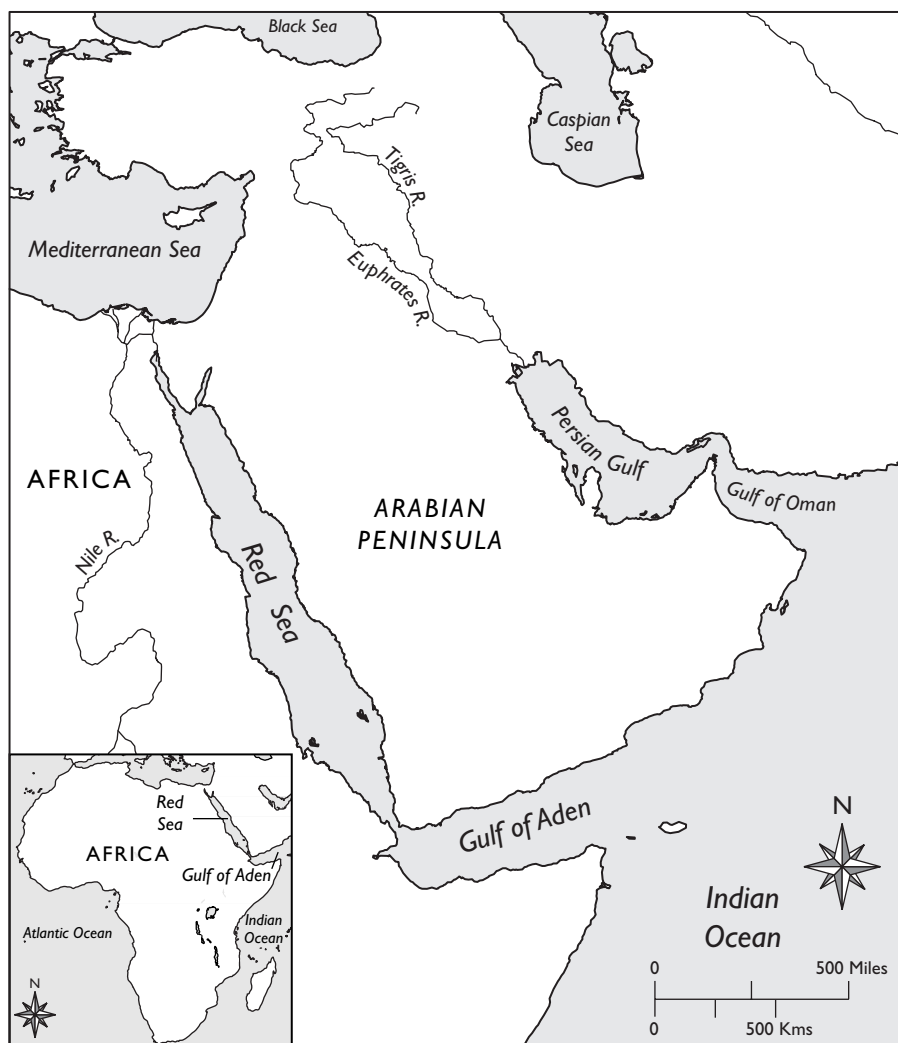 Black Sea
Caspian
Sea
Tigris R.
Mediterranean Sea
Euphrates R.
Persian Gulf
AFRICA
Gulf of Oman
ARABIAN
PENINSULA
Nile R.
Red Sea
Gulf of Aden
N
Indian
Ocean
0 500 Miles
0 500 Kms
Red
Sea
AFRICA
Gulf of Aden
Atlantic Ocean
Indian
Ocean
N